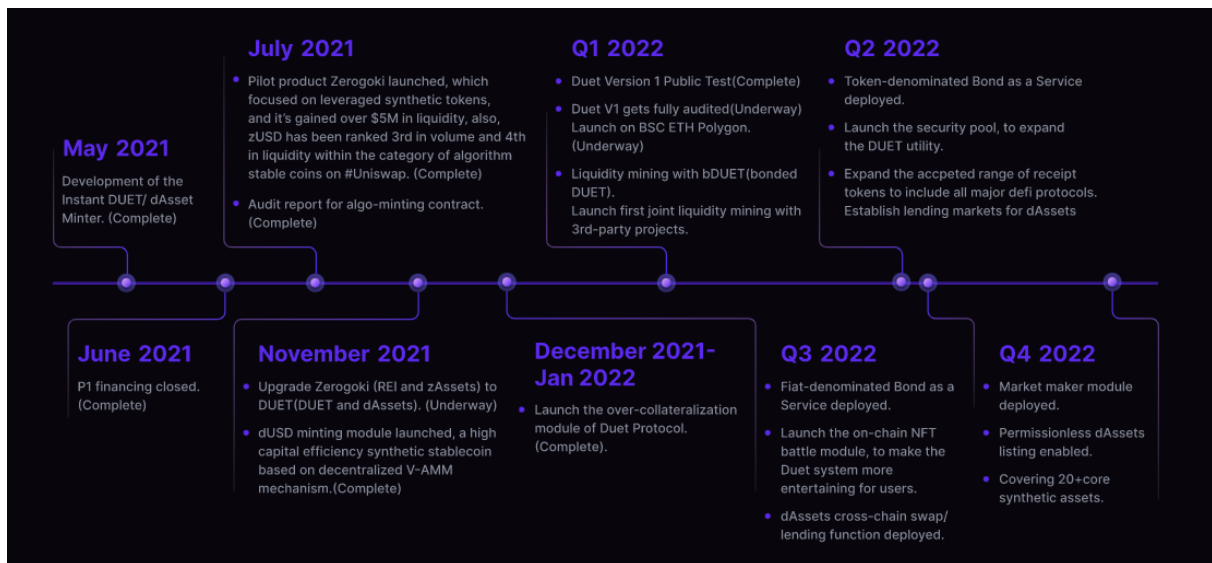 May 2021
Development of the
Instant DUET/ dAsset
Minter. (Complete)
June 2021
P1 financing closed.
(Complete)
July 2021
Pilot product Zerogoki launched, which
focused on leveraged synthetic tokens,
and it's gained over $5M in liquidity, also,
zUSD has been ranked 3rd in volume and 4th
in liquidity within the category of algorithm
stable coins on #Uniswap. (Complete)
Audit report for algo-minting contract.
(Complete)
November 2021
Upgrade Zerogoki (REI and zAssets) to
DUET(DUET and dAssets). (Underway)
dUSD minting module launched, a high
capital efficiency synthetic stablecoin
based on decentralized V-AMM
mechanism.(Complete)
December 2021-
Jan 2022
Launch the over-collateralization
module of Duet Protocol.
(Complete).
Q1 2022
Duet Version 1 Public Test(Complete)
Duet V1 gets fully audited(Underway)
Launch on BSC ETH Polygon.
(Underway)
Liquidity mining with bDUET(bonded
DUET).
Launch first joint liquidity mining with
3rd-party projects.
Q2 2022
Token-denominated Bond as a Service
deployed.
Launch the security pool, to expand
the DUET utility.
Expand the accpeted range of receipt
tokens to include all major defi protocols.
Establish lending markets for dAssets
Q3 2022
Fiat-denominated Bond as a
Service deployed.
Launch the on-chain NFT
battle module, to make the
Duet system more
entertaining for users.
dAssets cross-chain swap/
lending function deployed.
Q4 2022
Market maker module
deployed.
Permissionless dAssets
listing enabled.
Covering 20+core
synthetic assets.